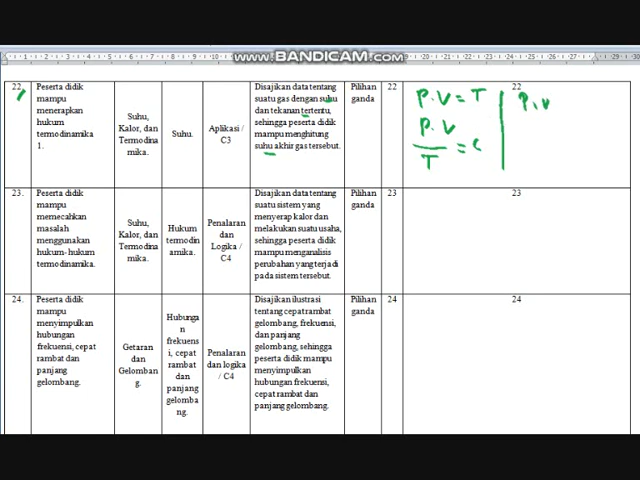 www.BANDICAM.com
22.
Peserta didik
mampu
menerapkan
hukum
termodinamika
1.
Suhu,
Kalor, dan
Termodina
mika.
Suhu.
Aplikasi /
C3
Disajikan data tentang
suatu gas dengan suhu
dan tekanan tertentu,
sehingga peserta didik
mampu menghitung
suhu akhir gas tersebut.
Pilihan
ganda
22
P.V = T
P.V
T
= C
22
P.V
23.
Peserta didik
mampu
memecahkan
masalah
menggunakan
hukum-hukum
termodinamika.
Suhu,
Kalor, dan
Termodina
mika.
Hukum
termodin
amika.
Penalaran
dan
Logika /
C4
Disajikan data tentang
suatu sistem yang
menyerap kalor dan
melakukan suatu usaha,
sehingga peserta didik
mampu menganalisis
perubahan yang terjadi
pada sistem tersebut.
Pilihan
ganda
23
23
24.
Peserta didik
mampu
menyimpulkan
hubungan
frekuensi, cepat
rambat dan
panjang
gelombang.
Getaran
dan
Gelomban
g.
Hubunga
n
frekuens
i, cepat
rambat
dan
panjang
gelomba
ng.
Penalaran
dan logika
/ C4
Disajikan ilustrasi
tentang cepat rambat
gelombang, frekuensi,
dan panjang
gelombang, sehingga
peserta didik mampu
menyimpulkan
hubungan frekuensi,
cepat rambat dan
panjang gelombang.
Pilihan
ganda
24
24